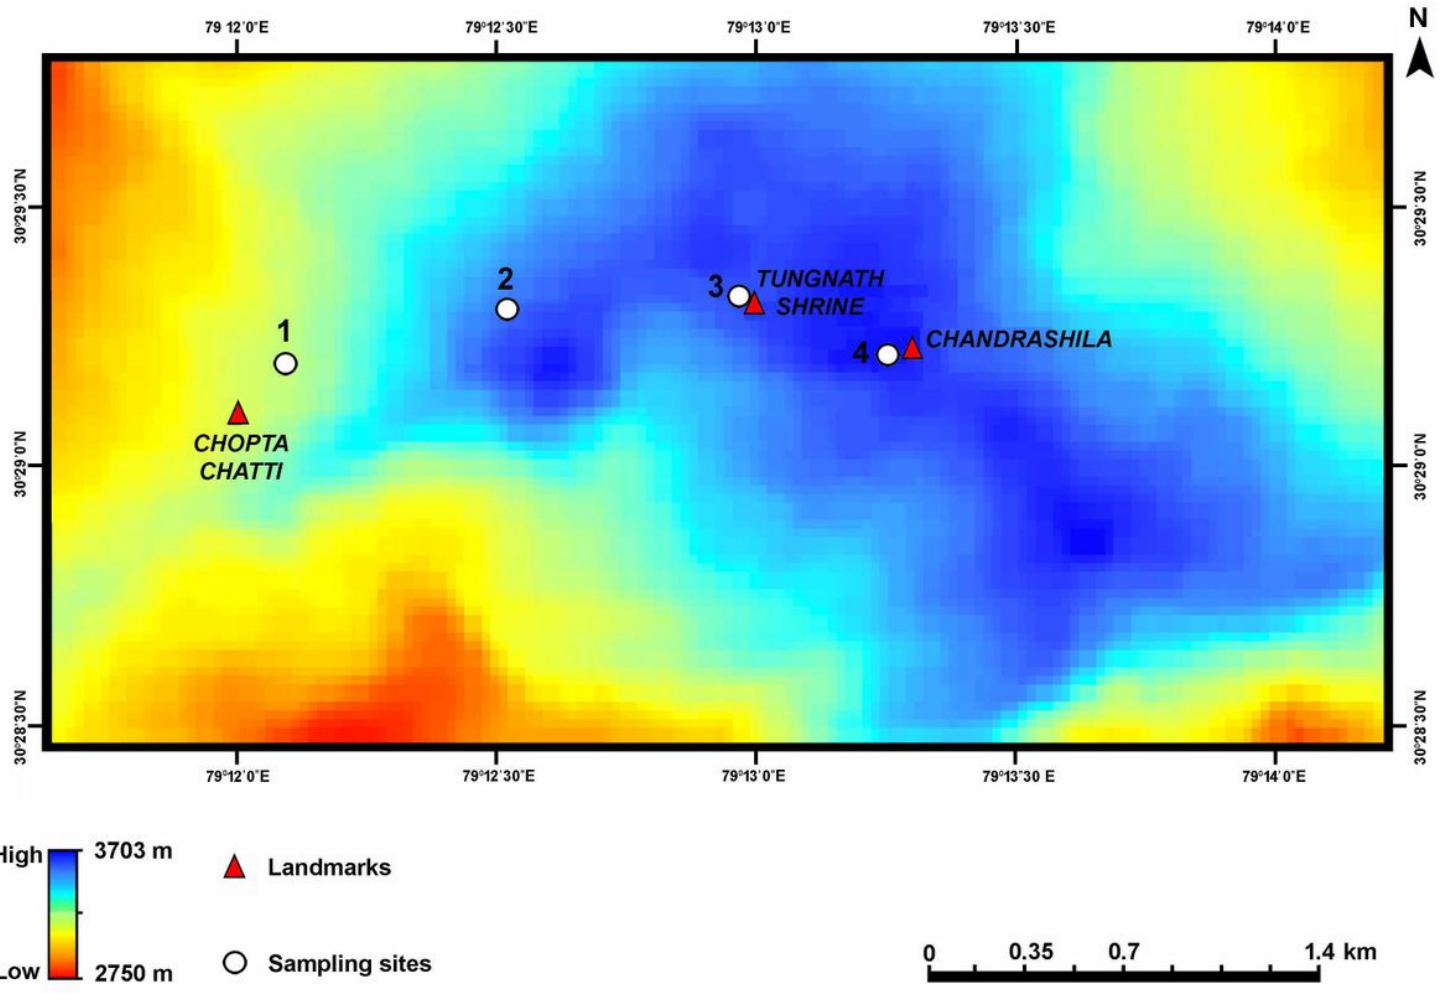 N
79 12'0"E 79°12'30"E 79°13'0"E 79°13'30"E 79°14'0"E
30°29'30"N 30°29'30"N
2
3 TUNGNATH
SHRINE
1
4 CHANDRASHILA
CHOPTA
CHATTI
30°29'0"N 30°29'0"N
30°28'30"N 30°28'30"N
79°12'0"E 79°12'30"E 79°13'0"E 79°13'30 E 79°14'0"E
High 3703 m
Landmarks
Low 2750 m
Sampling sites
0 0.35 0.7 1.4 km